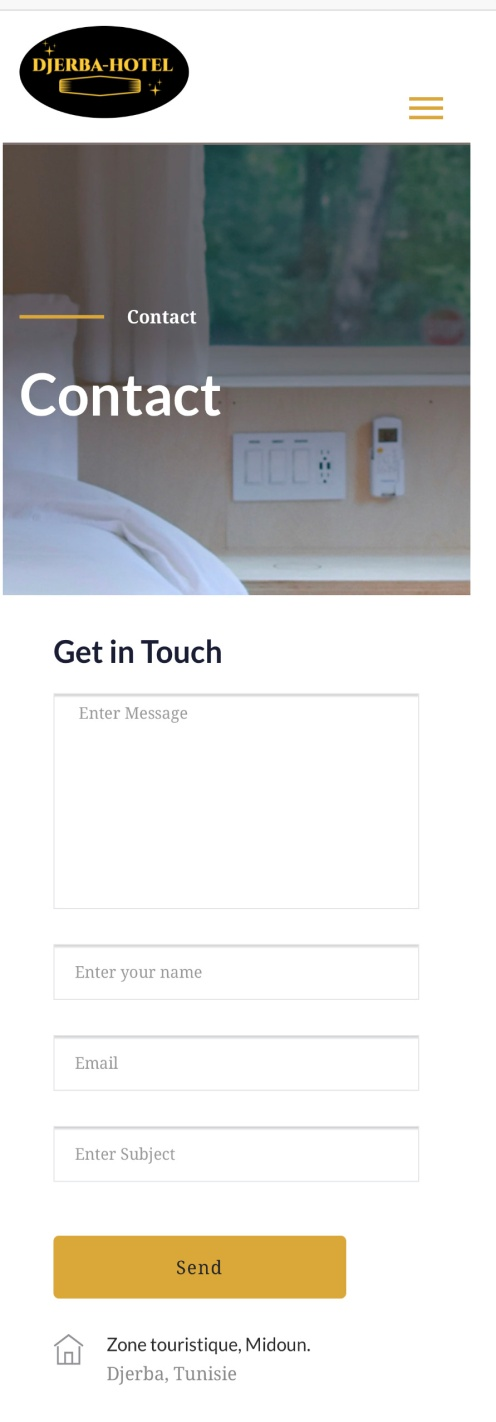 DJERBA-HOTEL
Contact
Contact
Get in Touch
Enter Message
Enter your name
Email
Enter Subject
Send
Zone touristique, Midoun.
Djerba, Tunisie